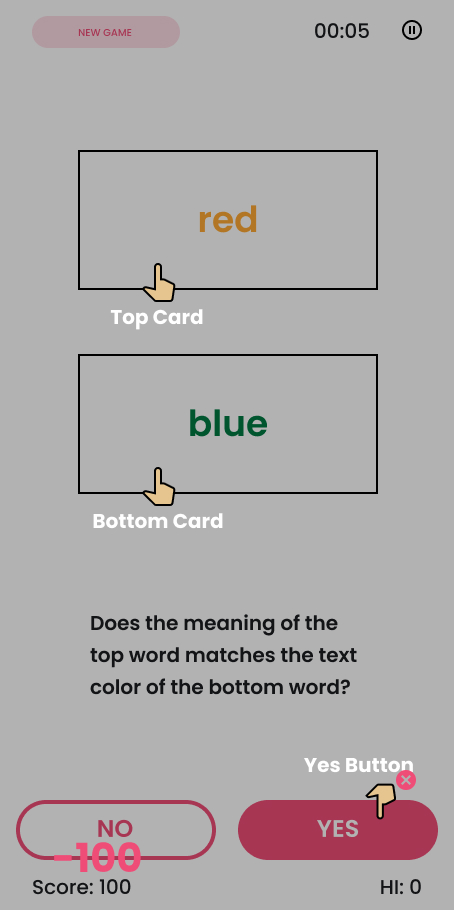 NEW GAME
00:05
red
Top Card
blue
Bottom Card
Does the meaning of the
top word matches the text
color of the bottom word?
Yes Button
NO
YES
-100
Score: 100
HI: 0